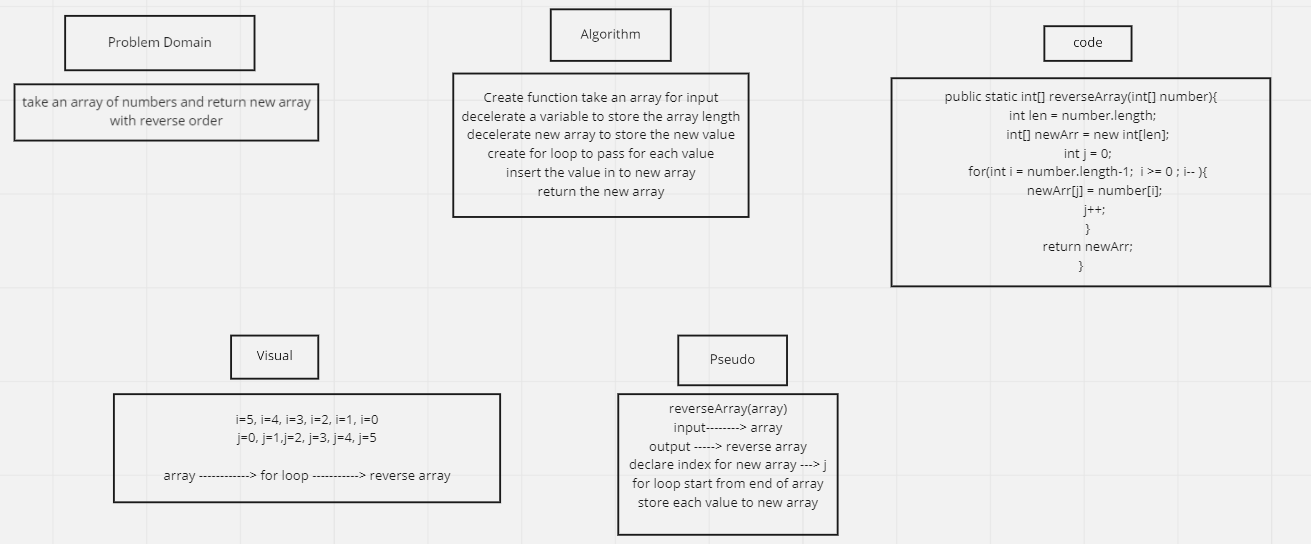 Problem Domain
take an array of numbers and return new array
with reverse order
Algorithm
Create function take an array for input
decelerate a variable to store the array length
decelerate new array to store the new value
create for loop to pass for each value
insert the value in to new array
return the new array
code
public static int[] reverseArray(int[] number){
int len = number.length;
int[] newArr = new int[len];
int j = 0;
for(int i = number.length-1;  i >= 0 ; i-- ){
newArr[j] = number[i];
j++;
}
return newArr;
}
Visual
i=5, i=4, i=3, i=2, i=1, i=0
j=0, j=1,j=2, j=3, j=4, j=5
array ------------> for loop -----------> reverse array
Pseudo
reverseArray(array)
input--------> array
output -----> reverse array
declare index for new array ---> j
for loop start from end of array
store each value to new array